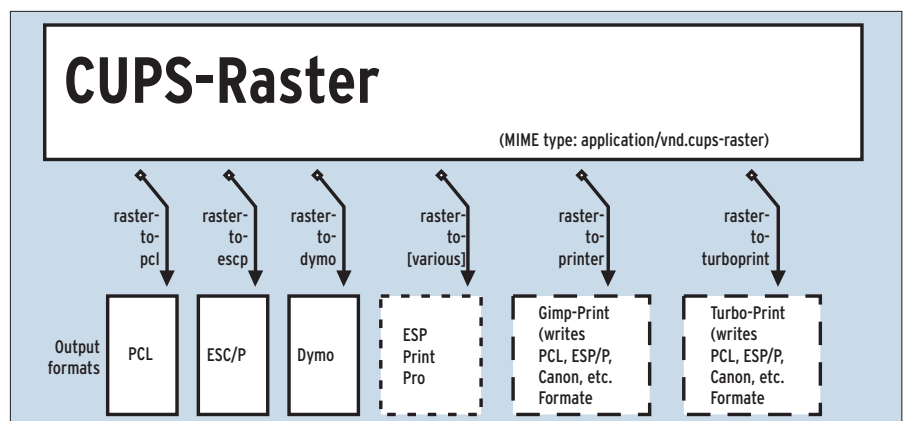 CUPS-Raster
(MIME type: application/vnd.cups-raster)
raster-
to-
pcl
raster-
to-
escp
raster-
to-
dymo
raster-
to-
[various]
raster-
to-
printer
raster-
to-
turboprint
Output
formats
PCL
ESC/P
Dymo
ESP
Print
Pro
Gimp-Print
(writes
PCL, ESP/P,
Canon, etc.
Formate
Turbo-Print
(writes
PCL, ESP/P,
Canon, etc.
Formate